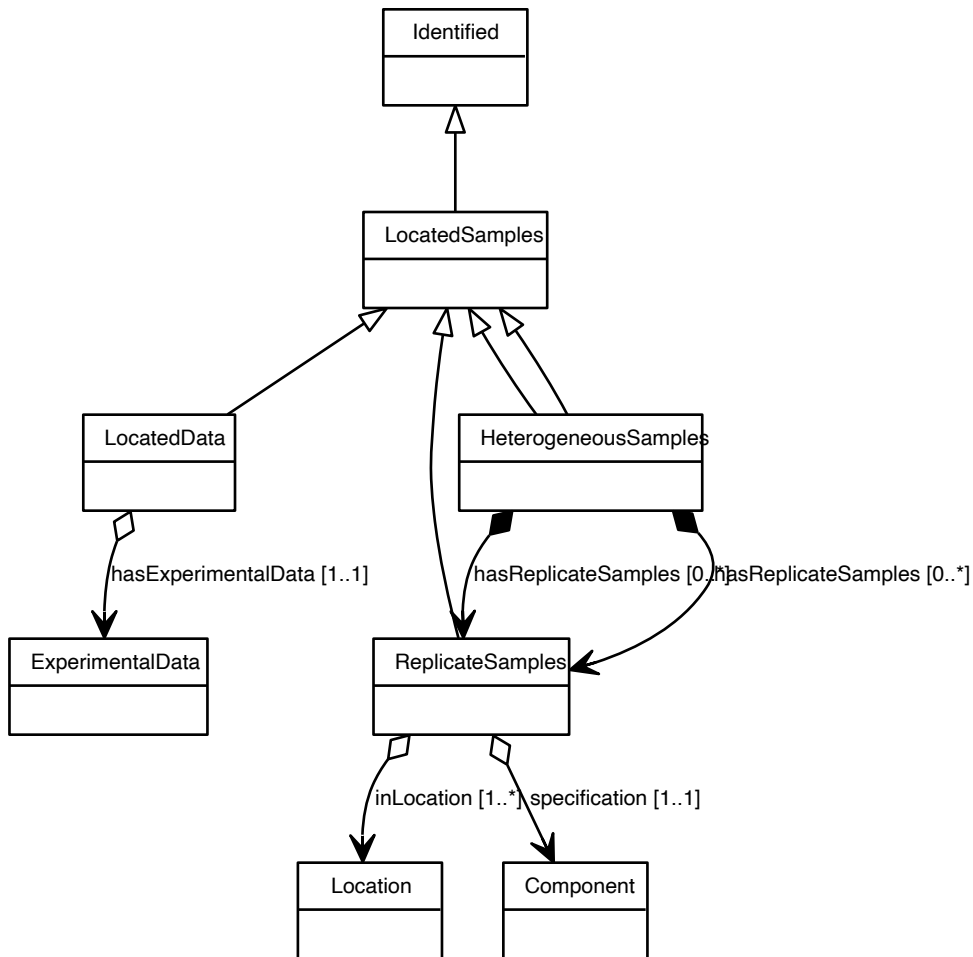 Identified
LocatedSamples
LocatedData
HeterogeneousSamples
hasExperimentalData [1..1]
hasReplicateSamples [0..*]
hasReplicateSamples [0..*]
ExperimentalData
ReplicateSamples
inLocation [1..*]
specification [1..1]
Location
Component